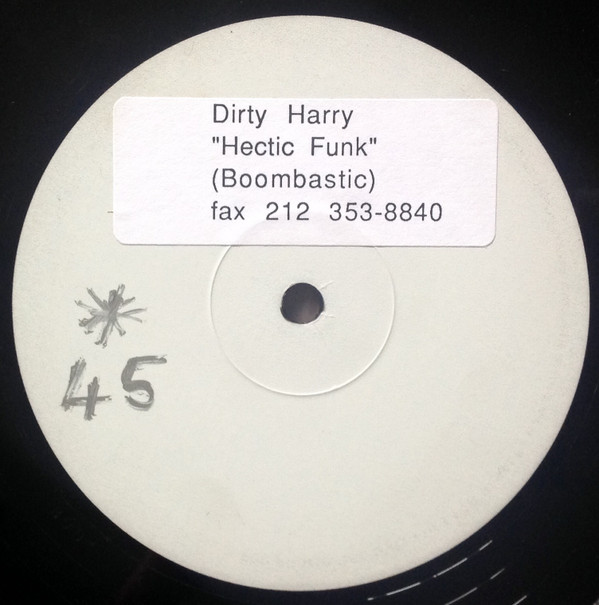 Dirty Harry
"Hectic Funk"
(Boombastic)
fax 212 353-8840
*
45